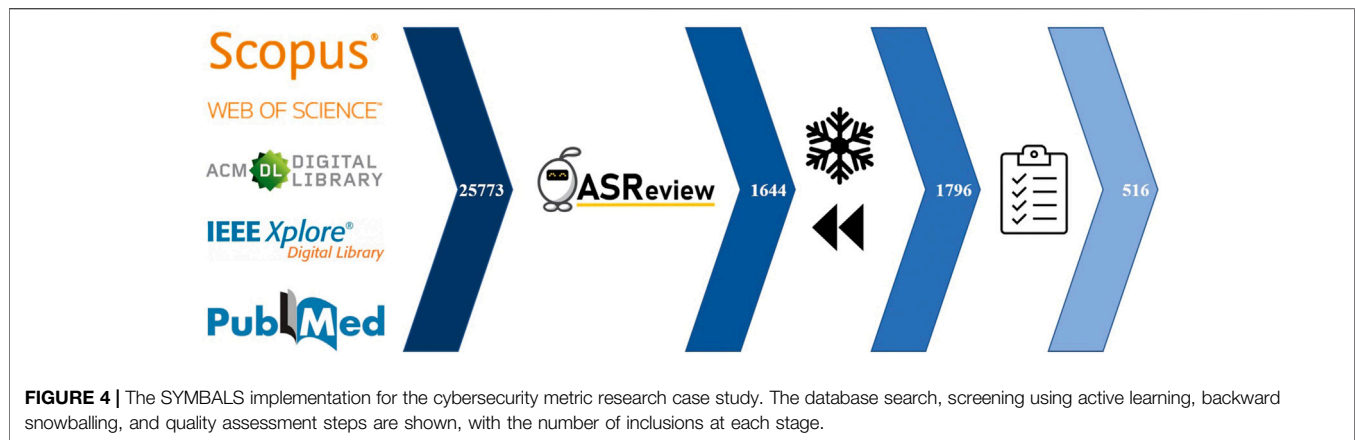 Scopus®
WEB OF SCIENCE™
ACM DL DIGITAL
LIBRARY
IEEE Xplore®
Digital Library
PubMed
25773
ASReview
1644
1796
516
FIGURE 4 | The SYMBALS implementation for the cybersecurity metric research case study. The database search, screening using active learning, backward
snowballing, and quality assessment steps are shown, with the number of inclusions at each stage.